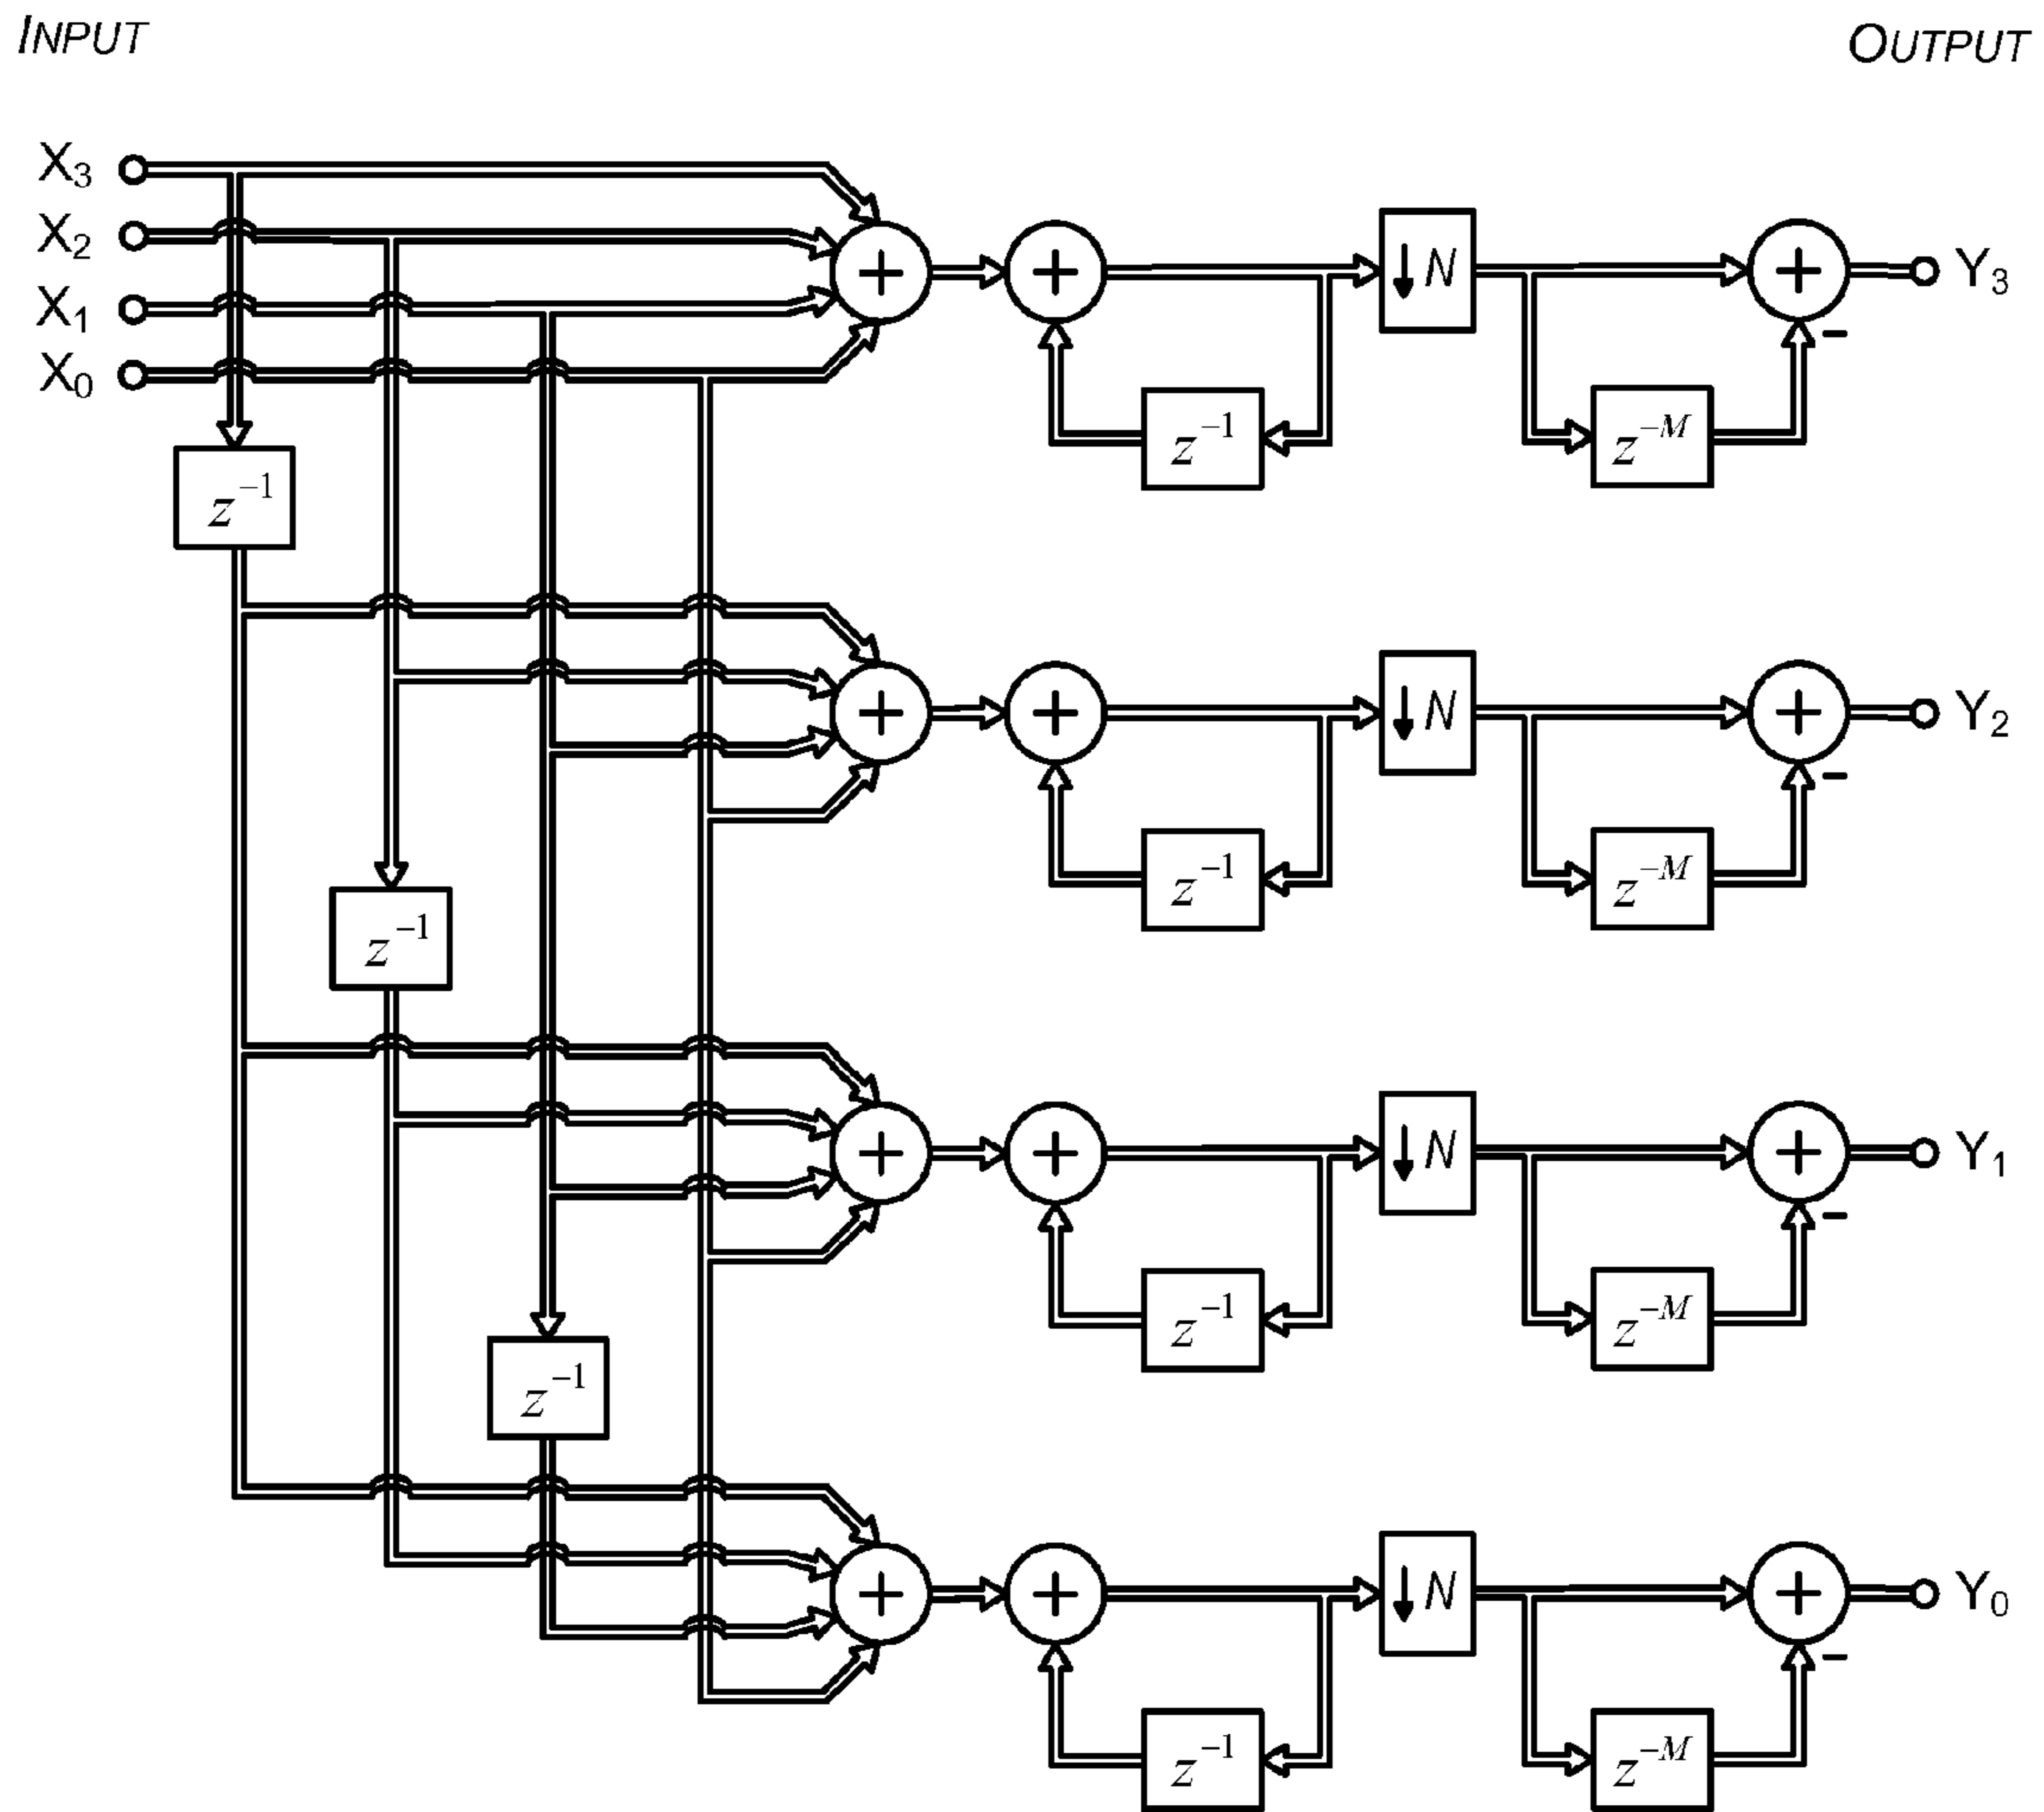 INPUT
OUTPUT
X3
X2
X1
X0
+
+
↓ N
+
Y3
−
z−1
z−M
z−1
+
+
↓ N
+
Y2
−
z−1
z−M
z−1
+
+
↓ N
+
Y1
−
z−1
z−M
z−1
+
+
↓ N
+
Y0
−
z−1
z−M